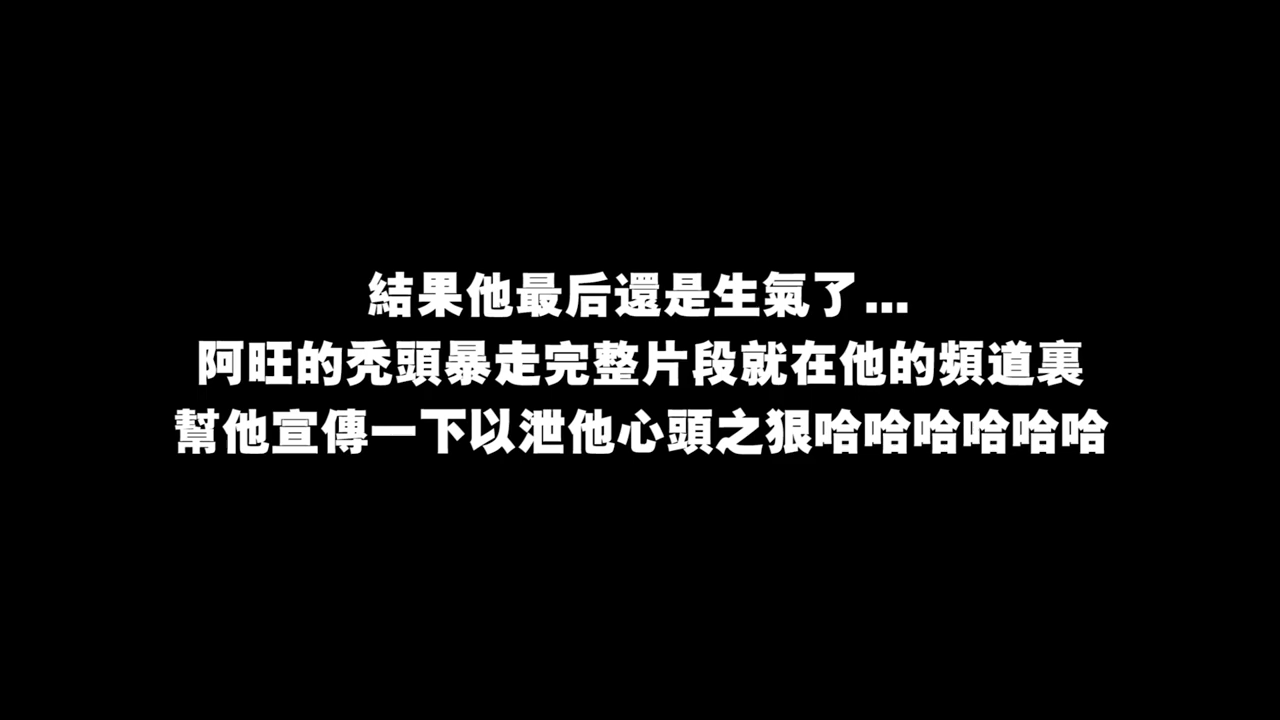 結果他最后還是生氣了...
阿旺的禿頭暴走完整片段就在他的頻道裏
幫他宣傳一下以泄他心頭之狠哈哈哈哈哈哈